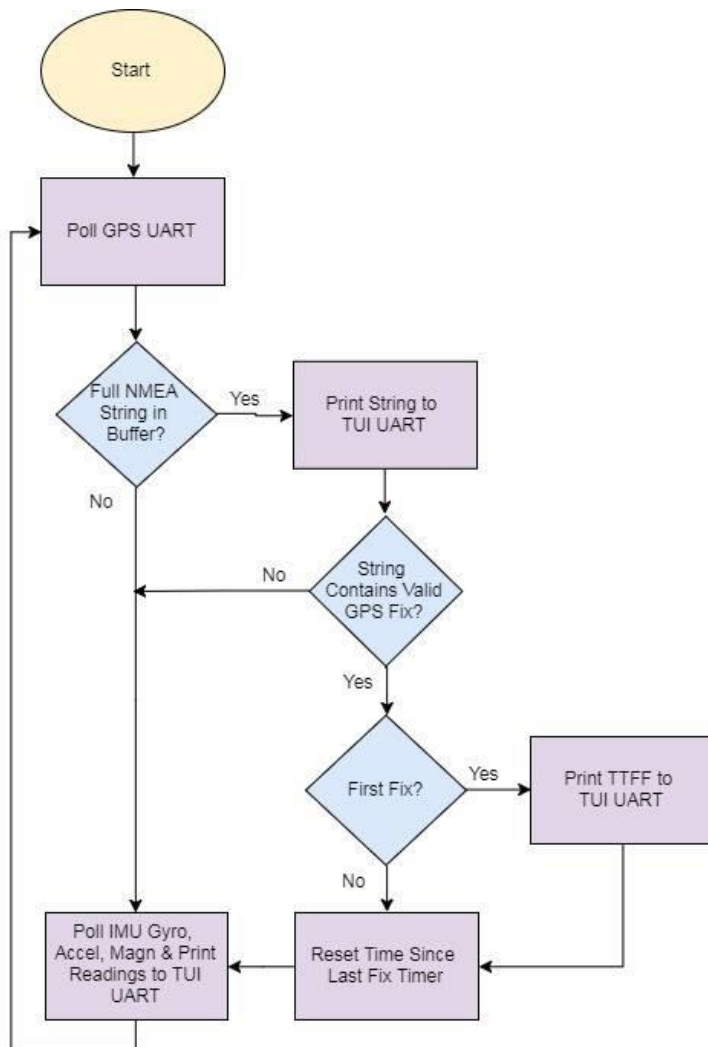 Start
Poll GPS UART
Full NMEA
String in
Buffer?
Yes
Print String to
TUI UART
No
String
Contains Valid
GPS Fix?
No
Yes
First Fix?
Yes
Print TTFF to
TUI UART
No
Poll IMU Gyro,
Accel, Magn & Print
Readings to TUI
UART
Reset Time Since
Last Fix Timer